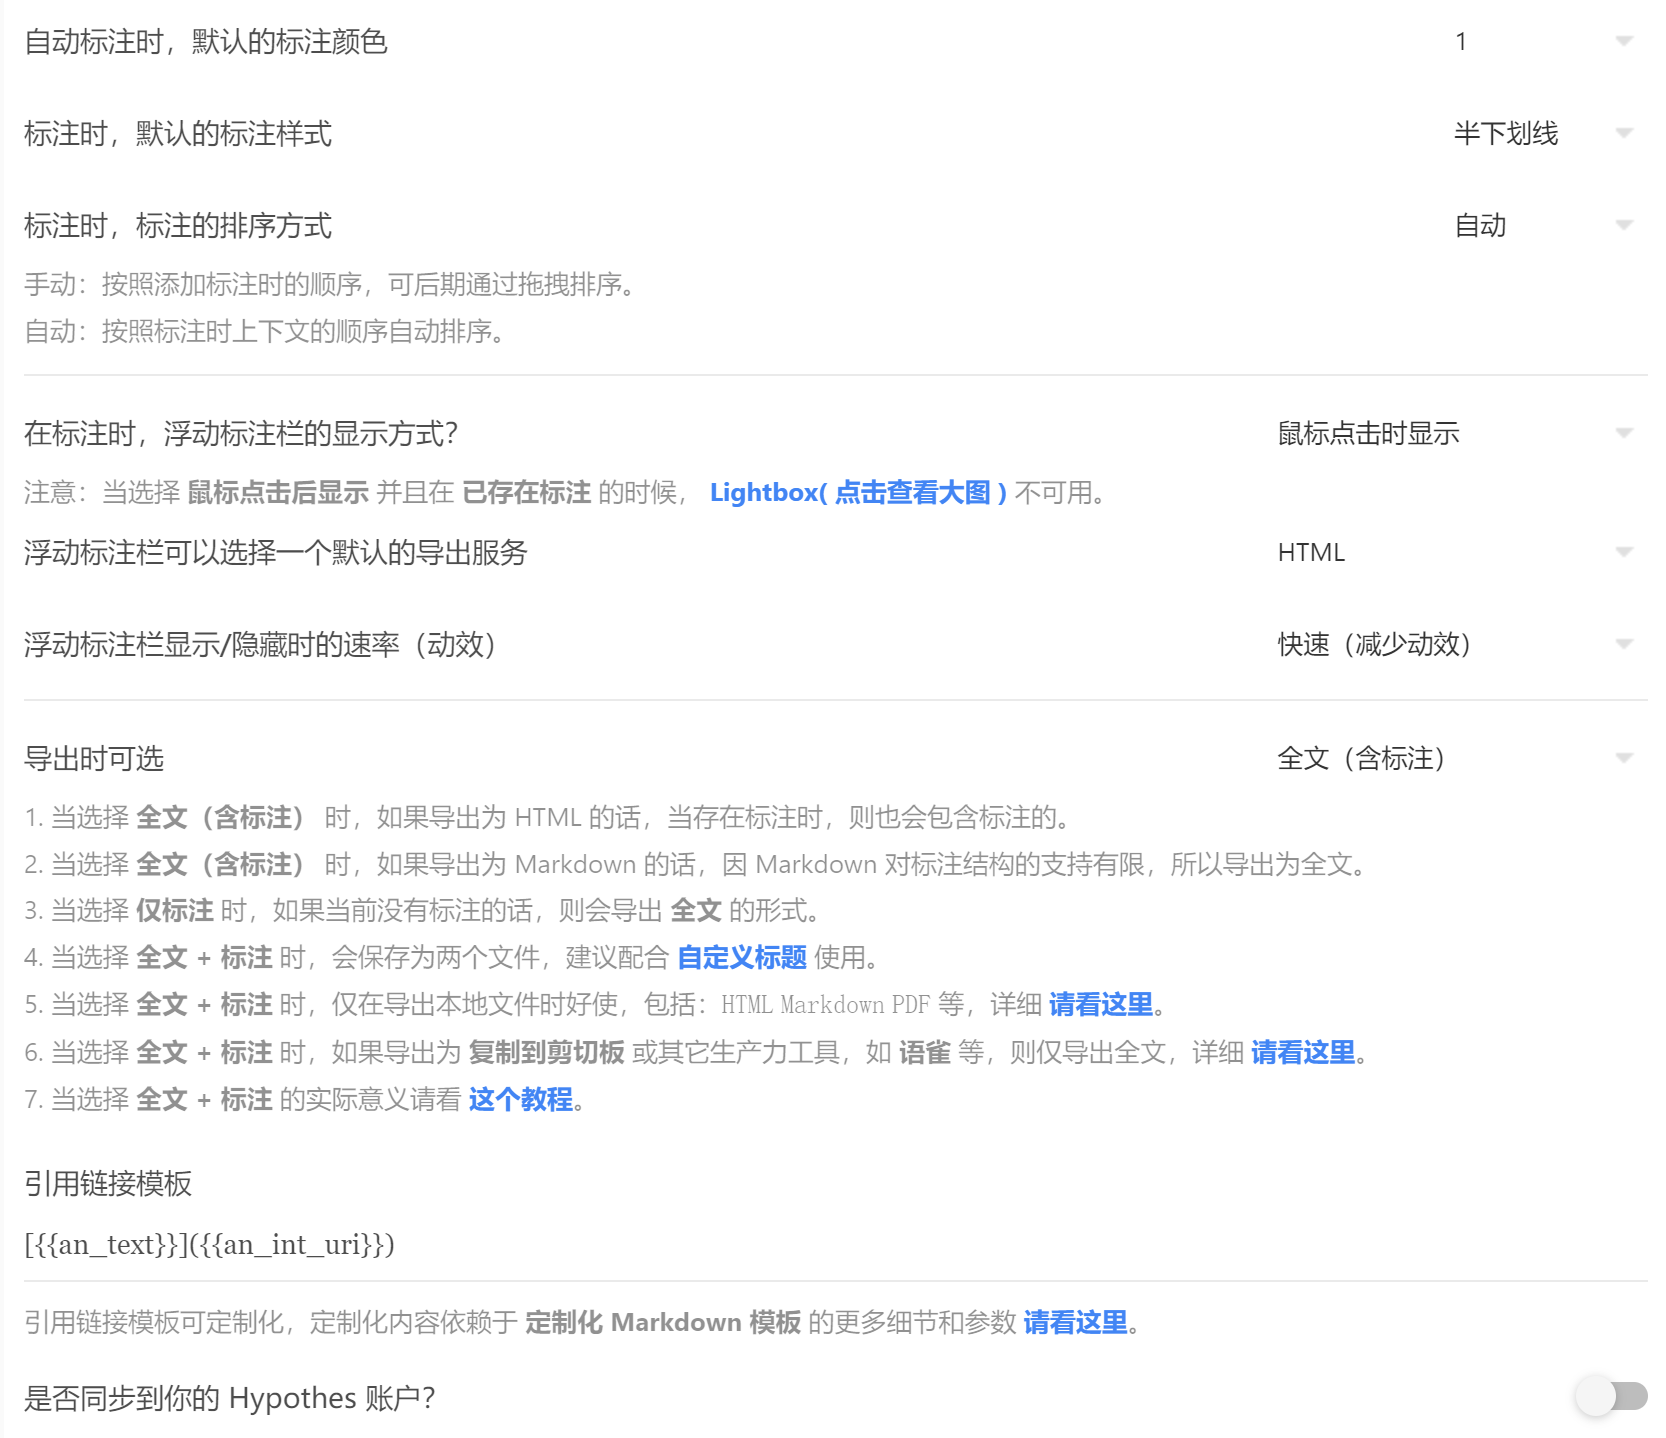 自动标注时，默认的标注颜色
1
标注时，默认的标注样式
半下划线
标注时，标注的排序方式
自动
手动：按照添加标注时的顺序，可后期通过拖拽排序。
自动：按照标注时上下文的顺序自动排序。
在标注时，浮动标注栏的显示方式？
鼠标点击时显示
注意：当选择 鼠标点击后显示 并且在 已存在标注 的时候， Lightbox( 点击查看大图 ) 不可用。
浮动标注栏可以选择一个默认的导出服务
HTML
浮动标注栏显示/隐藏时的速率（动效）
快速（减少动效）
导出时可选
全文（含标注）
1. 当选择 全文（含标注） 时，如果导出为 HTML 的话，当存在标注时，则也会包含标注的。
2. 当选择 全文（含标注） 时，如果导出为 Markdown 的话，因 Markdown 对标注结构的支持有限，所以导出为全文。
3. 当选择 仅标注 时，如果当前没有标注的话，则会导出 全文 的形式。
4. 当选择 全文 + 标注 时，会保存为两个文件，建议配合 自定义标题 使用。
5. 当选择 全文 + 标注 时，仅在导出本地文件时好使，包括：HTML Markdown PDF 等，详细 请看这里。
6. 当选择 全文 + 标注 时，如果导出为 复制到剪切板 或其它生产力工具，如 语雀 等，则仅导出全文，详细 请看这里。
7. 当选择 全文 + 标注 的实际意义请看 这个教程。
引用链接模板
[{{an_text}}]({{an_int_uri}})
引用链接模板可定制化，定制化内容依赖于 定制化 Markdown 模板 的更多细节和参数 请看这里。
是否同步到你的 Hypothes 账户？